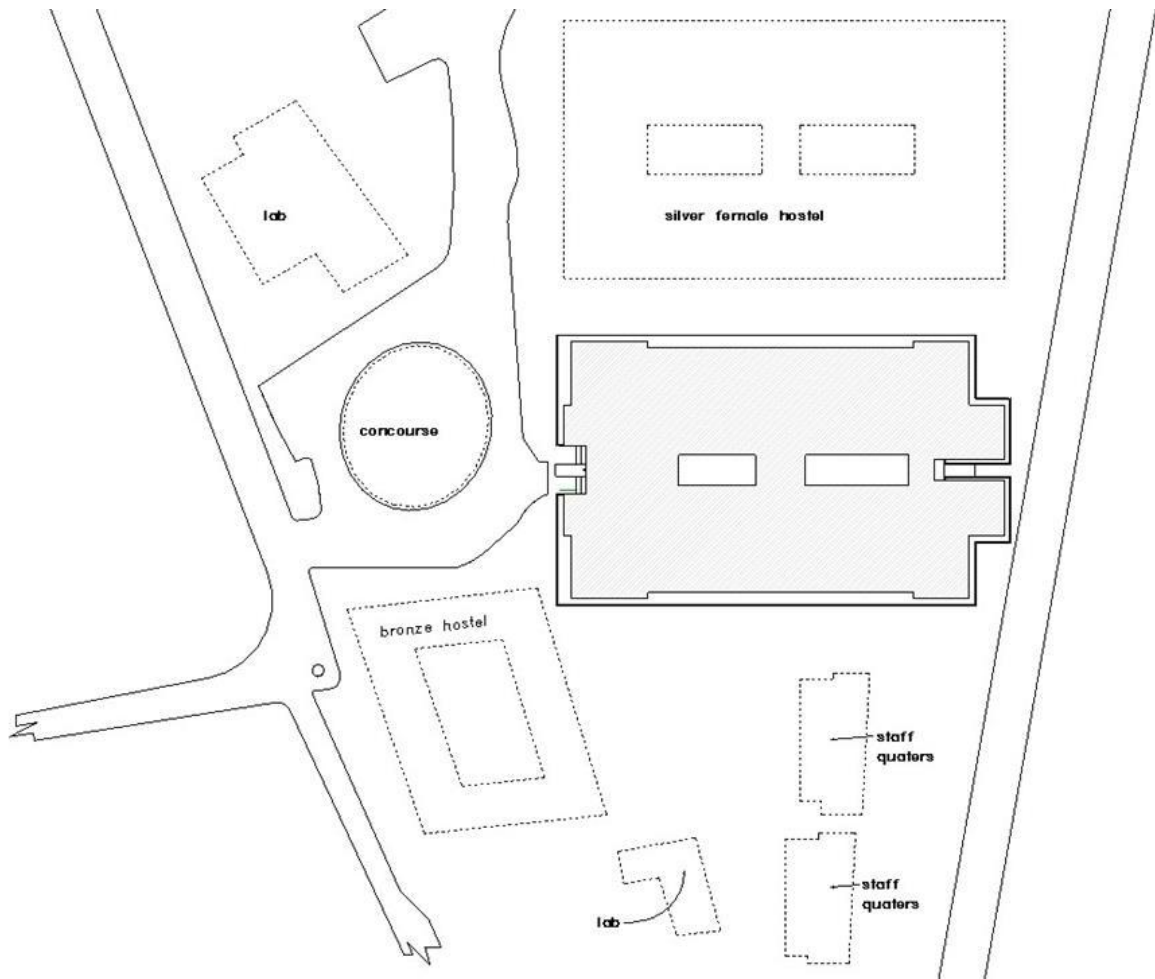 lab
silver female hostel
concourse
bronze hostel
staff
quaters
staff
quaters
lab